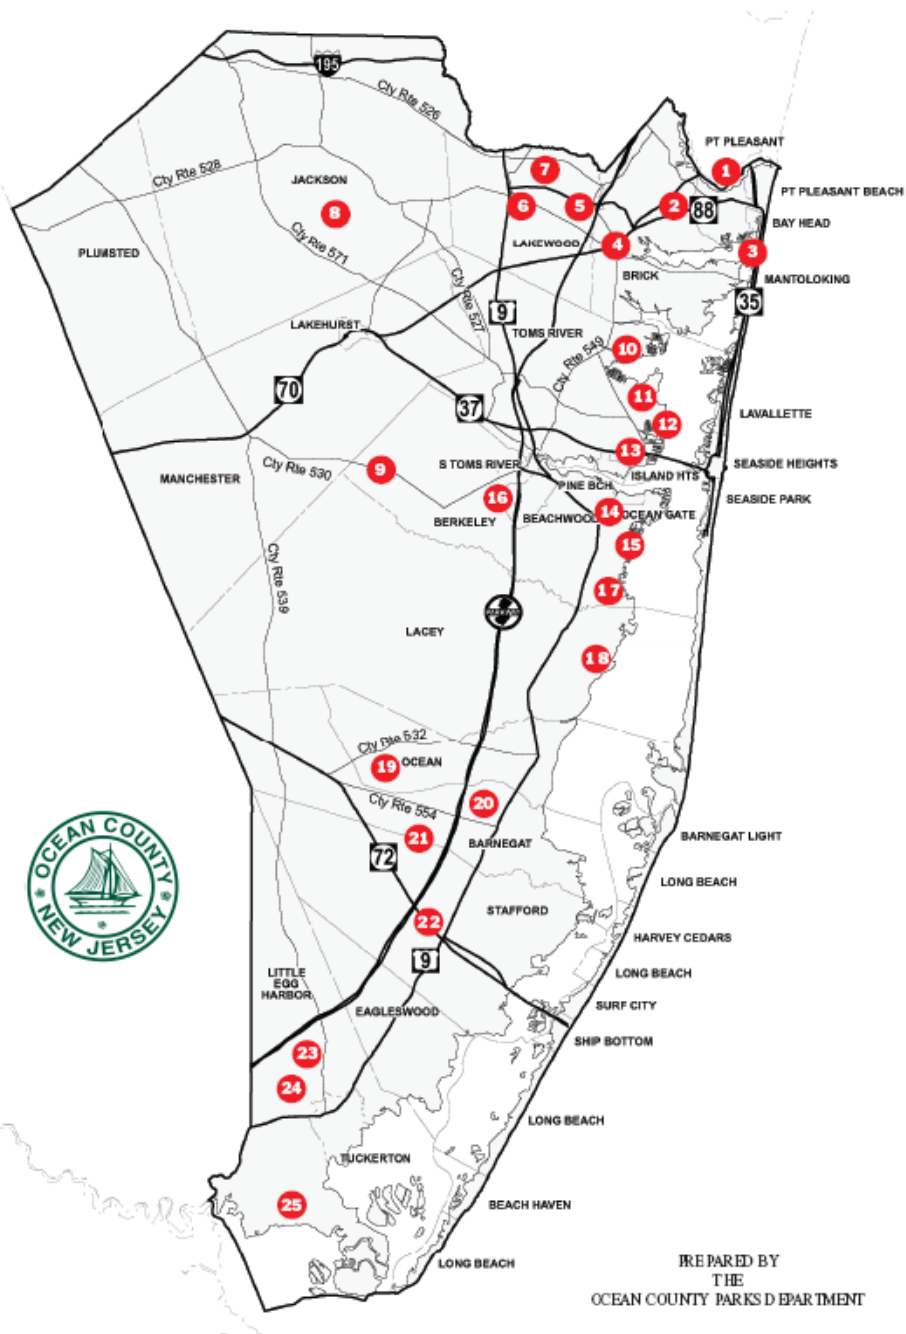 195
Cty Rte 526
PT PLEASANT
7
1
Cty Rte 528
JACKSON
PT PLEASANT BEACH
8
6
5
2
88
BAY HEAD
PLUMSTED
Cty Rte 571
LAKEWOOD
4
3
BRICK
MANTOLOKING
Cty Rte 527
35
9
LAKEHURST
TOMS RIVER
10
Cty Rte 549
70
37
11
12
LAVALLETTE
13
MANCHESTER
Cty Rte 530
9
S TOMS RIVER
SEASIDE HEIGHTS
ISLAND HTS
PINE BCH
16
SEASIDE PARK
BERKELEY
BEACHWOOD
14
OCEAN GATE
15
Cty Rte 539
17
LACEY
18
Cty Rte 532
19
OCEAN
20
Cty Rte 554
21
BARNEGAT
BARNEGAT LIGHT
72
LONG BEACH
OCEAN COUNTY
NEW JERSEY
STAFFORD
22
HARVEY CEDARS
9
LONG BEACH
LITTLE
EGG
HARBOR
SURF CITY
EAGLESWOOD
SHIP BOTTOM
23
24
LONG BEACH
TUCKERTON
25
BEACH HAVEN
LONG BEACH
PREPARED BY
THE
OCEAN COUNTY PARKS DEPARTMENT